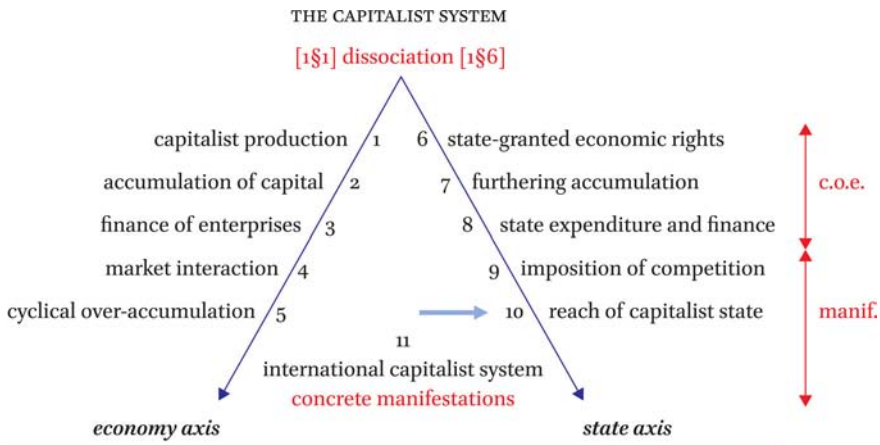 THE CAPITALIST SYSTEM
[1§1] dissociation [1§6]
capitalist production 1 6 state-granted economic rights
accumulation of capital 2 7 furthering accumulation
c.o.e.
finance of enterprises 3 8 state expenditure and finance
market interaction 4 9 imposition of competition
cyclical over-accumulation 5 10 reach of capitalist state manif.
11
international capitalist system
concrete manifestations
economy axis state axis